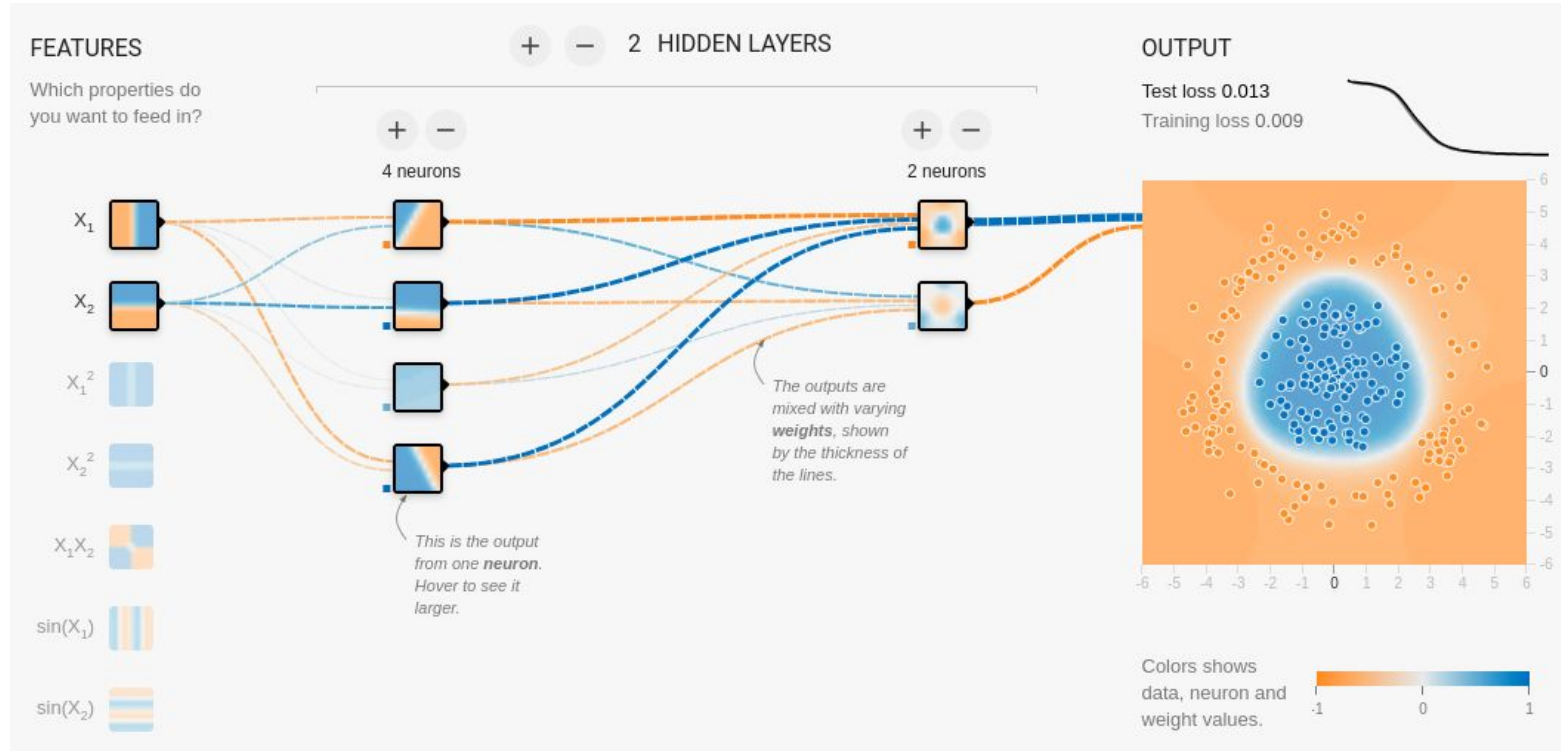 FEATURES
Which properties do
you want to feed in?
X1
X2
X1²
X2²
X1X2
sin(X1)
sin(X2)
+ − 2 HIDDEN LAYERS
+ −
4 neurons
+ −
2 neurons
This is the output
from one neuron.
Hover to see it
larger.
The outputs are
mixed with varying
weights, shown
by the thickness of
the lines.
OUTPUT
Test loss 0.013
Training loss 0.009
6
5
4
3
2
1
0
-1
-2
-3
-4
-5
-6
-6 -5 -4 -3 -2 -1 0 1 2 3 4 5 6
Colors shows
data, neuron and
weight values.
-1 0 1